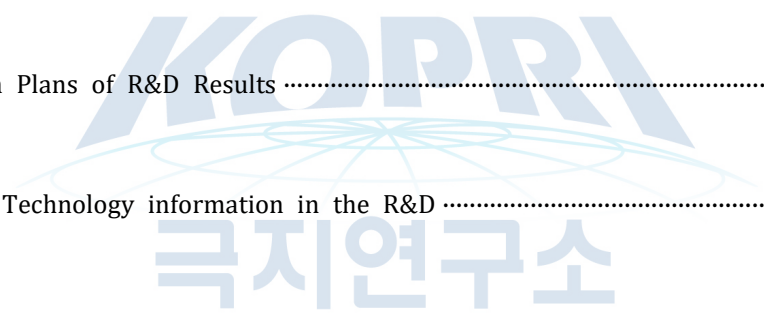 KOPRI
Plans of R&D Results ································································
Technology information in the R&D ············································
극지연구소